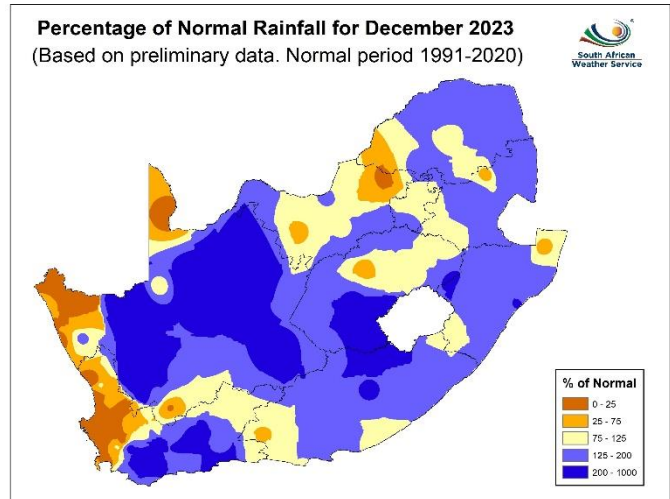 Percentage of Normal Rainfall for December 2023
(Based on preliminary data. Normal period 1991-2020)
South African
Weather Service
% of Normal
0 - 25
25 - 75
75 - 125
125 - 200
200 - 1000